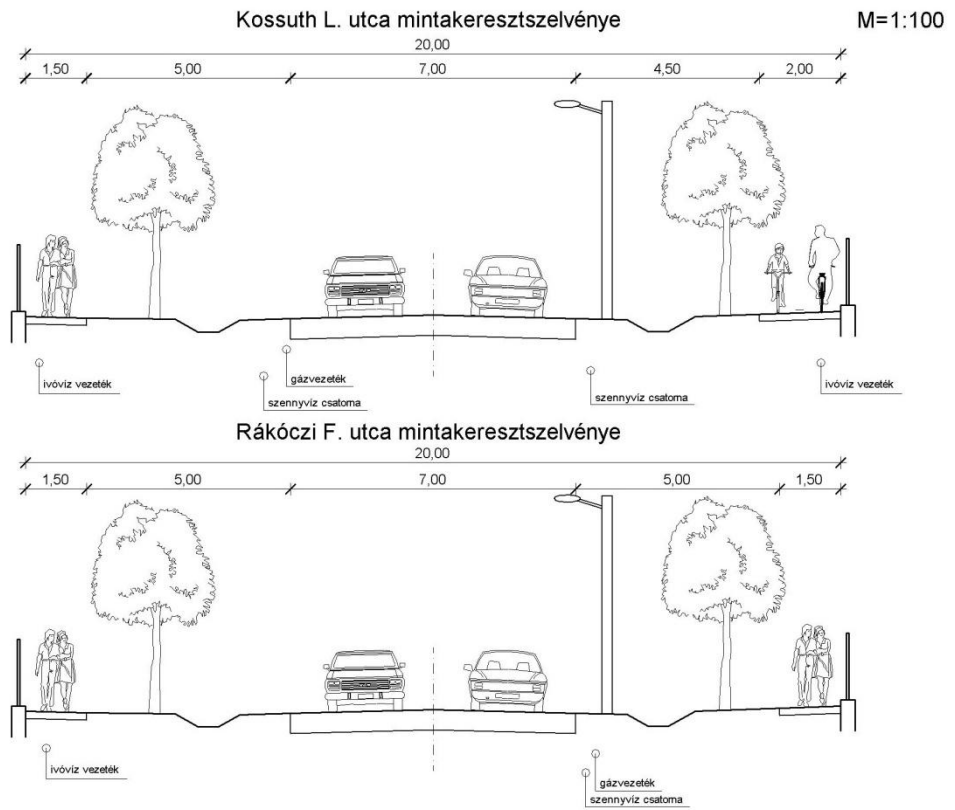 Kossuth L. utca mintakeresztszelvénye M=1:100
20,00
1,50 5,00 7,00 4,50 2,00
ivóvíz vezeték
gázvezeték
szennyvíz csatorna
szennyvíz csatorna
ivóvíz vezeték
Rákóczi F. utca mintakeresztszelvénye
20,00
1,50 5,00 7,00 5,00 1,50
ivóvíz vezeték
gázvezeték
szennyvíz csatorna